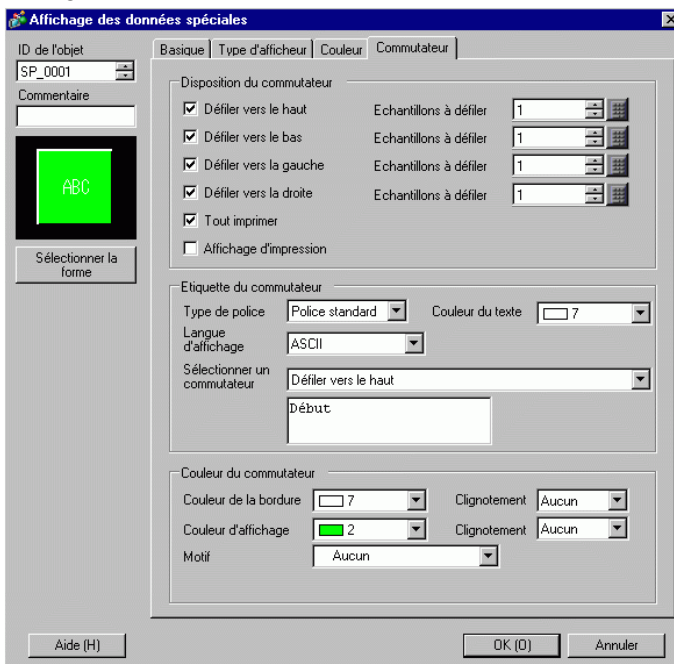 Affichage des données spéciales
ID de l'objet
SP_0001
Commentaire
ABC
Sélectionner la
forme
Basique Type d'afficheur Couleur Commutateur
Disposition du commutateur
Défiler vers le haut Echantillons à défiler 1
Défiler vers le bas Echantillons à défiler 1
Défiler vers la gauche Echantillons à défiler 1
Défiler vers la droite Echantillons à défiler 1
Tout imprimer
Affichage d'impression
Etiquette du commutateur
Type de police Police standard Couleur du texte 7
Langue
d'affichage ASCII
Sélectionner un
commutateur Défiler vers le haut
Début
Couleur du commutateur
Couleur de la bordure 7 Clignotement Aucun
Couleur d'affichage 2 Clignotement Aucun
Motif Aucun
Aide (H) OK (O) Annuler